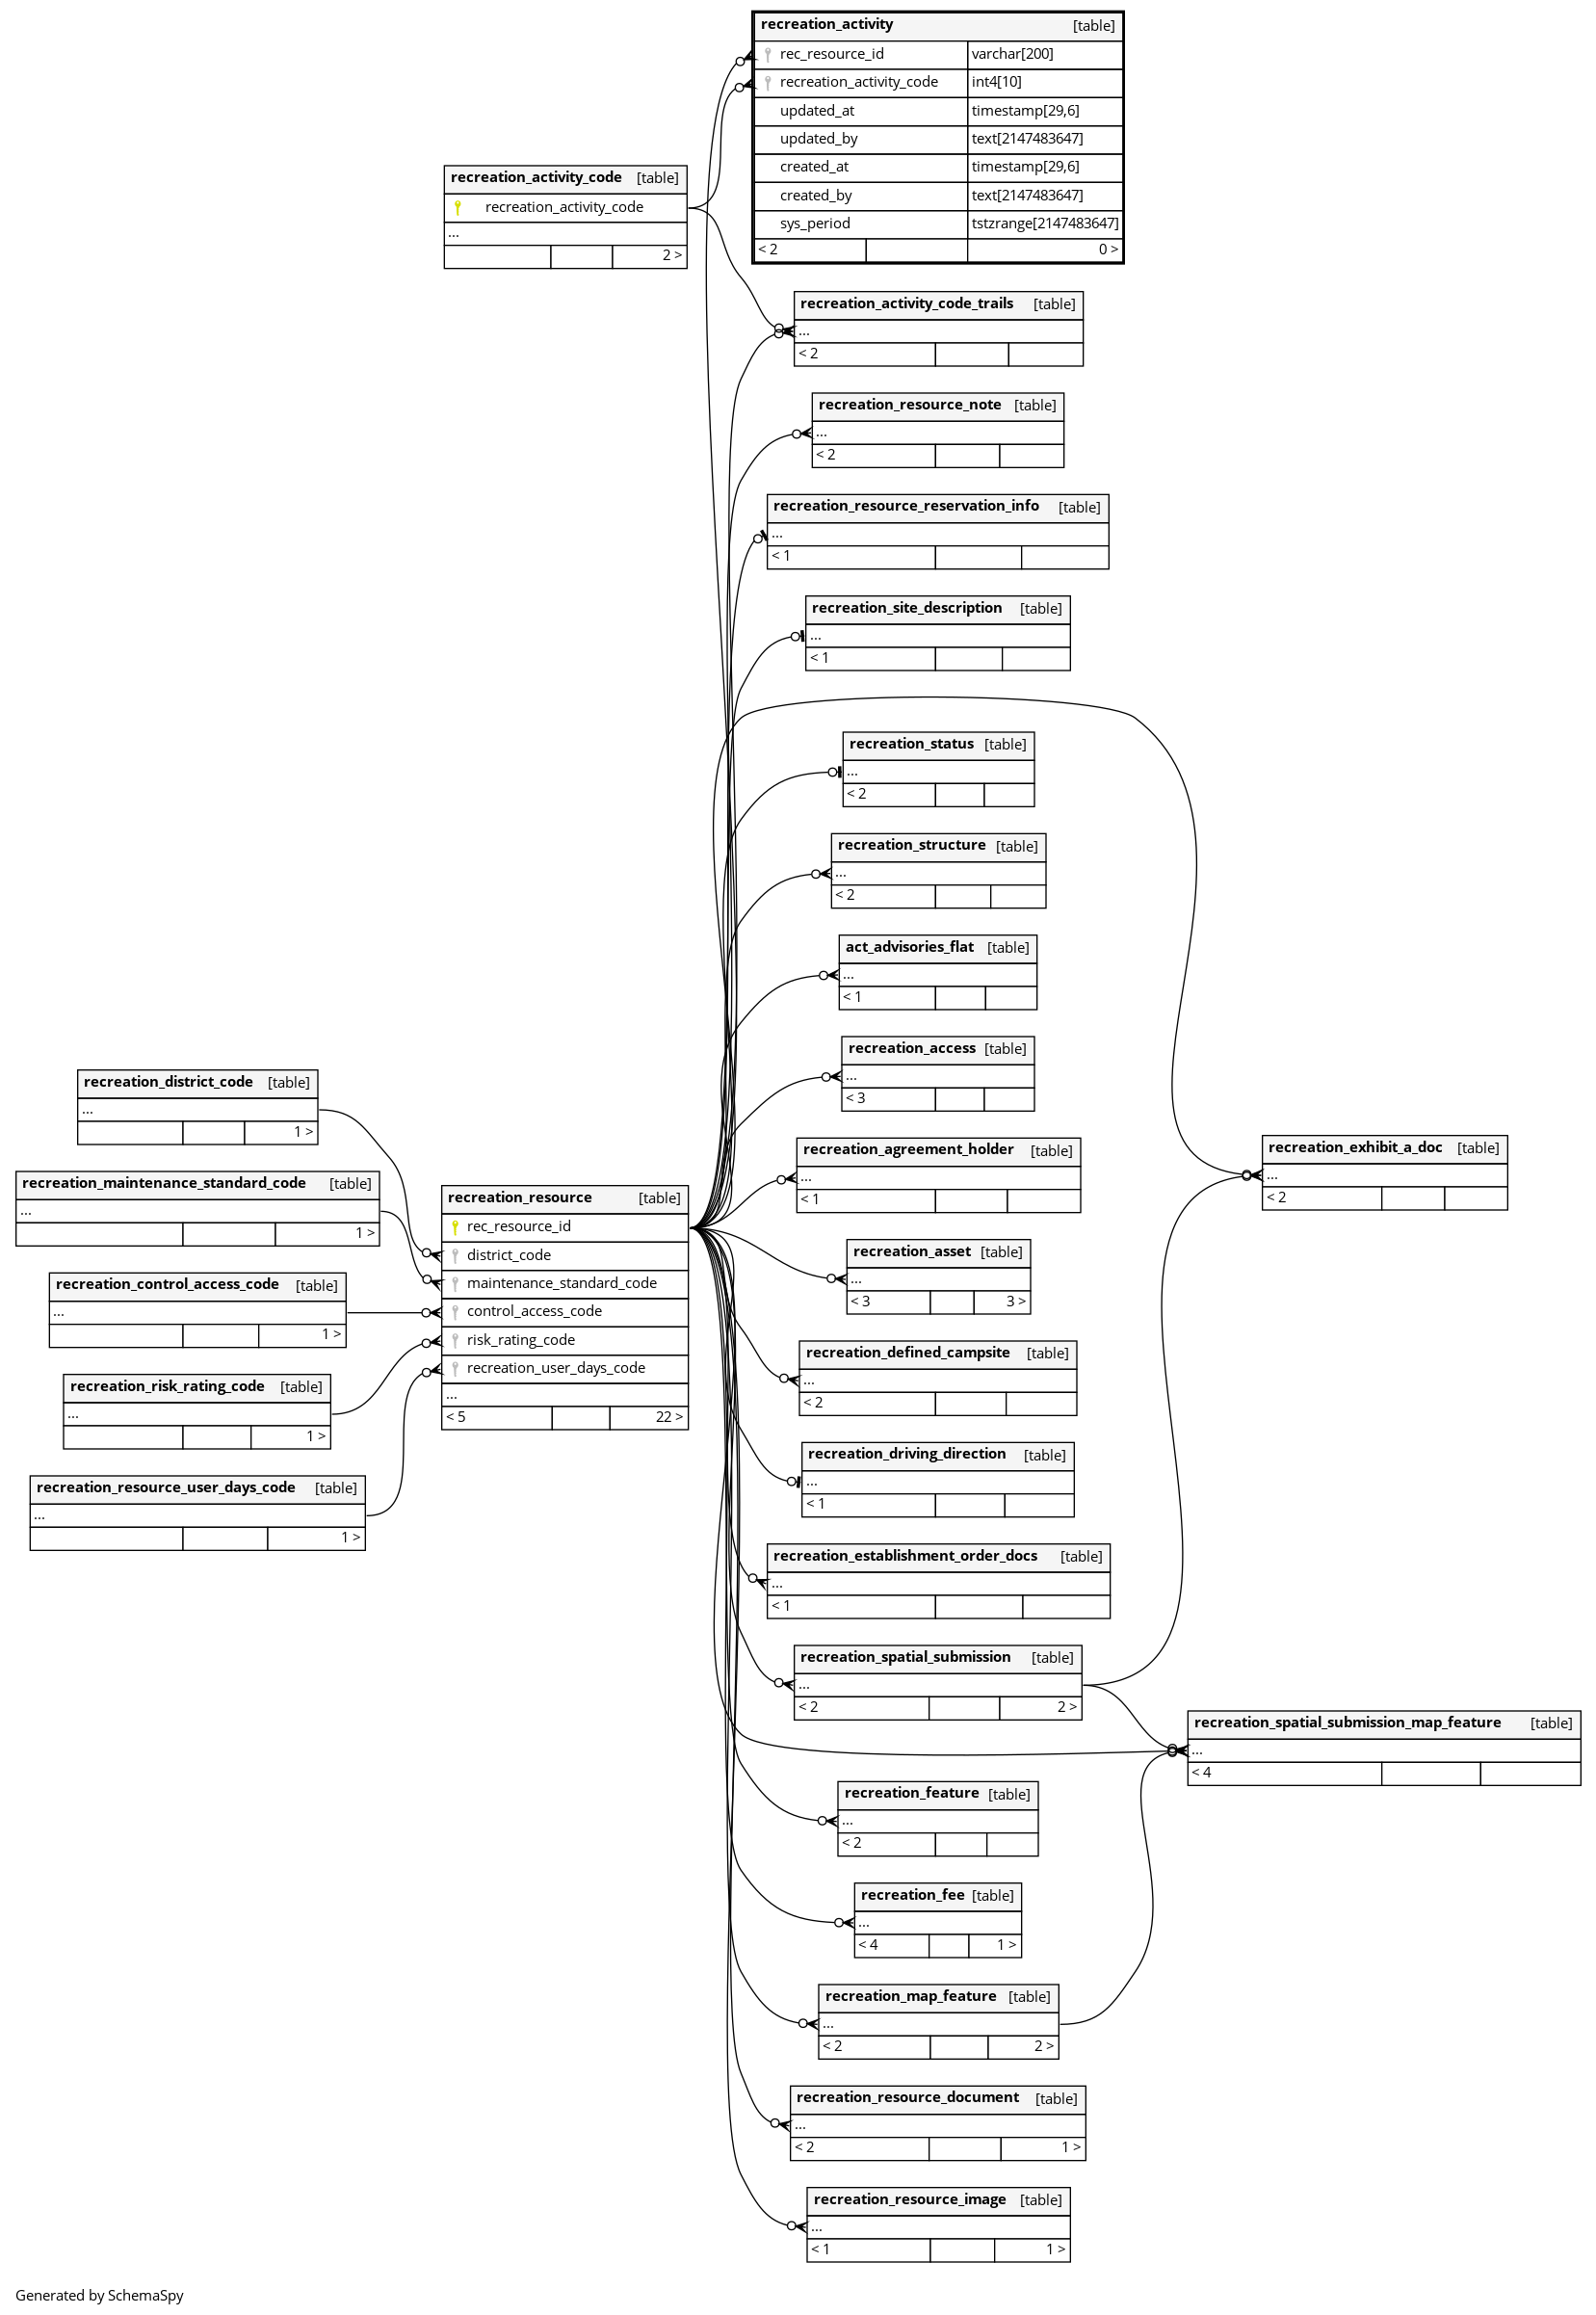 recreation_activity [table]
rec_resource_id varchar[200]
recreation_activity_code int4[10]
updated_at timestamp[29,6]
updated_by text[2147483647]
created_at timestamp[29,6]
created_by text[2147483647]
sys_period tstzrange[2147483647]
< 2 0 >
recreation_activity_code [table]
recreation_activity_code
...
2 >
recreation_activity_code_trails [table]
...
< 2
recreation_resource_note [table]
...
< 2
recreation_resource_reservation_info [table]
...
< 1
recreation_site_description [table]
...
< 1
recreation_status [table]
...
< 2
recreation_structure [table]
...
< 2
act_advisories_flat [table]
...
< 1
recreation_access [table]
...
< 3
recreation_district_code [table]
...
1 >
recreation_maintenance_standard_code [table]
...
1 >
recreation_control_access_code [table]
...
1 >
recreation_risk_rating_code [table]
...
1 >
recreation_resource_user_days_code [table]
...
1 >
recreation_resource [table]
rec_resource_id
district_code
maintenance_standard_code
control_access_code
risk_rating_code
recreation_user_days_code
...
< 5 22 >
recreation_agreement_holder [table]
...
< 1
recreation_exhibit_a_doc [table]
...
< 2
recreation_asset [table]
...
< 3 3 >
recreation_defined_campsite [table]
...
< 2
recreation_driving_direction [table]
...
< 1
recreation_establishment_order_docs [table]
...
< 1
recreation_spatial_submission [table]
...
< 2 2 >
recreation_spatial_submission_map_feature [table]
...
< 4
recreation_feature [table]
...
< 2
recreation_fee [table]
...
< 4 1 >
recreation_map_feature [table]
...
< 2 2 >
recreation_resource_document [table]
...
< 2 1 >
recreation_resource_image [table]
...
< 1 1 >
Generated by SchemaSpy